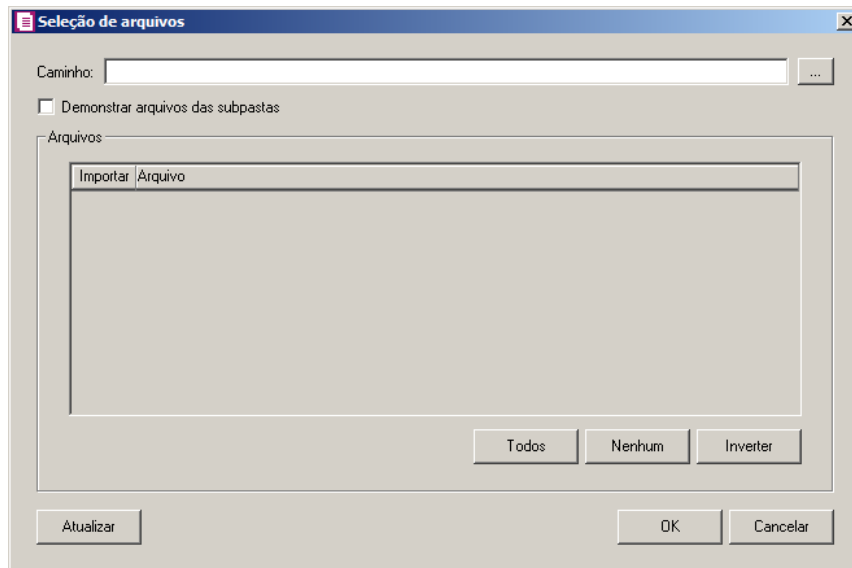 Seleção de arquivos
Caminho:
...
Demonstrar arquivos das subpastas
Arquivos
Importar Arquivo
Todos Nenhum Inverter
Atualizar OK Cancelar